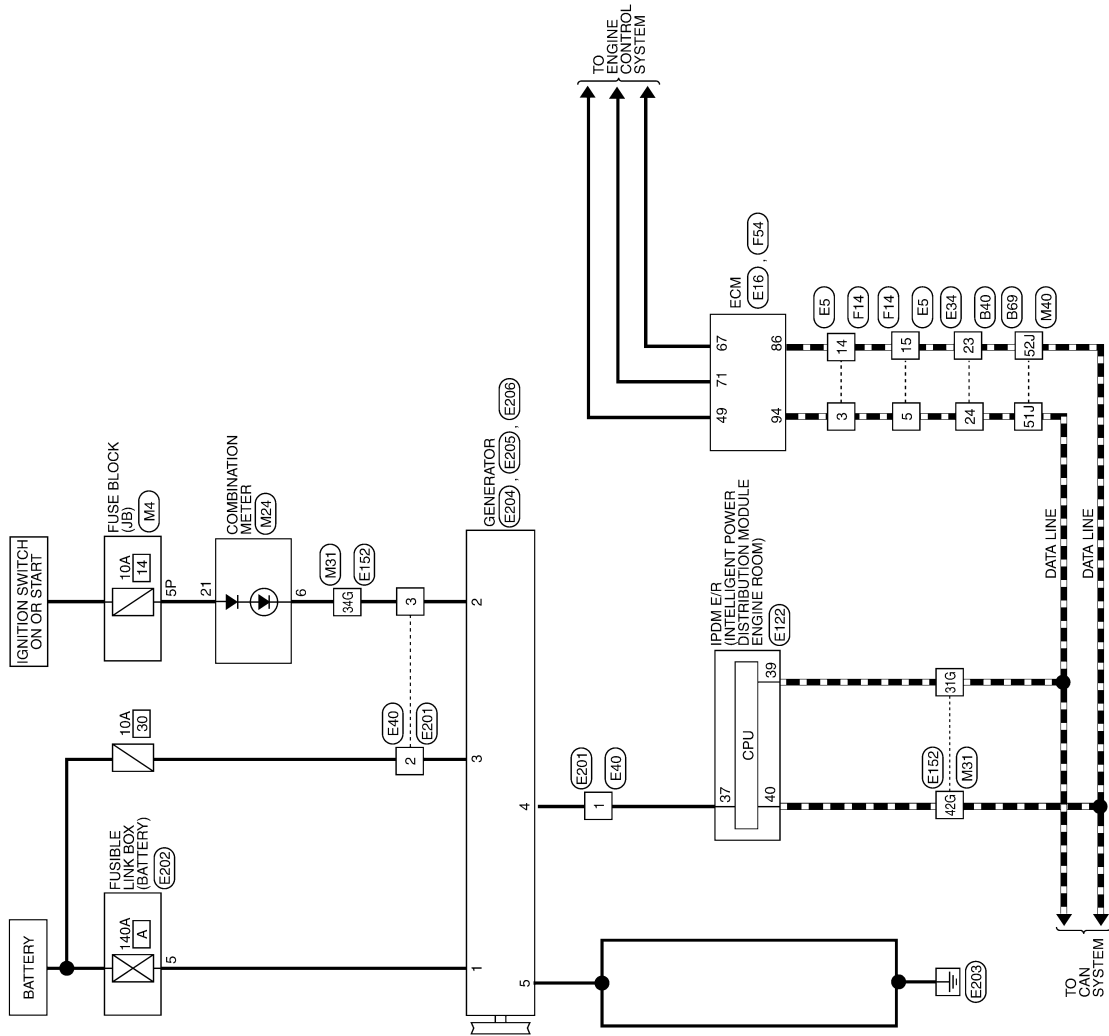 BATTERY
IGNITION SWITCH
ON OR START
140A
A
FUSIBLE
LINK BOX
(BATTERY)
E202
5
10A
30
10A
14
FUSE BLOCK
(JB)
M4
5P
21
COMBINATION
METER
M24
6
34G
M31
E152
2
E40
E201
3
1
3
2
GENERATOR
E204 , E205 , E206
5
4
1
E201
E40
37
CPU
40
39
IPDM E/R
(INTELLIGENT POWER
DISTRIBUTION MODULE
ENGINE ROOM)
E122
42G
E152
M31
31G
E203
TO
ENGINE
CONTROL
SYSTEM
49
71
67
ECM
E16 , F54
94
86
3
14
E5
F14
5
15
F14
E5
24
23
E34
B40
51J
52J
B69
M40
DATA LINE
DATA LINE
TO
CAN
SYSTEM